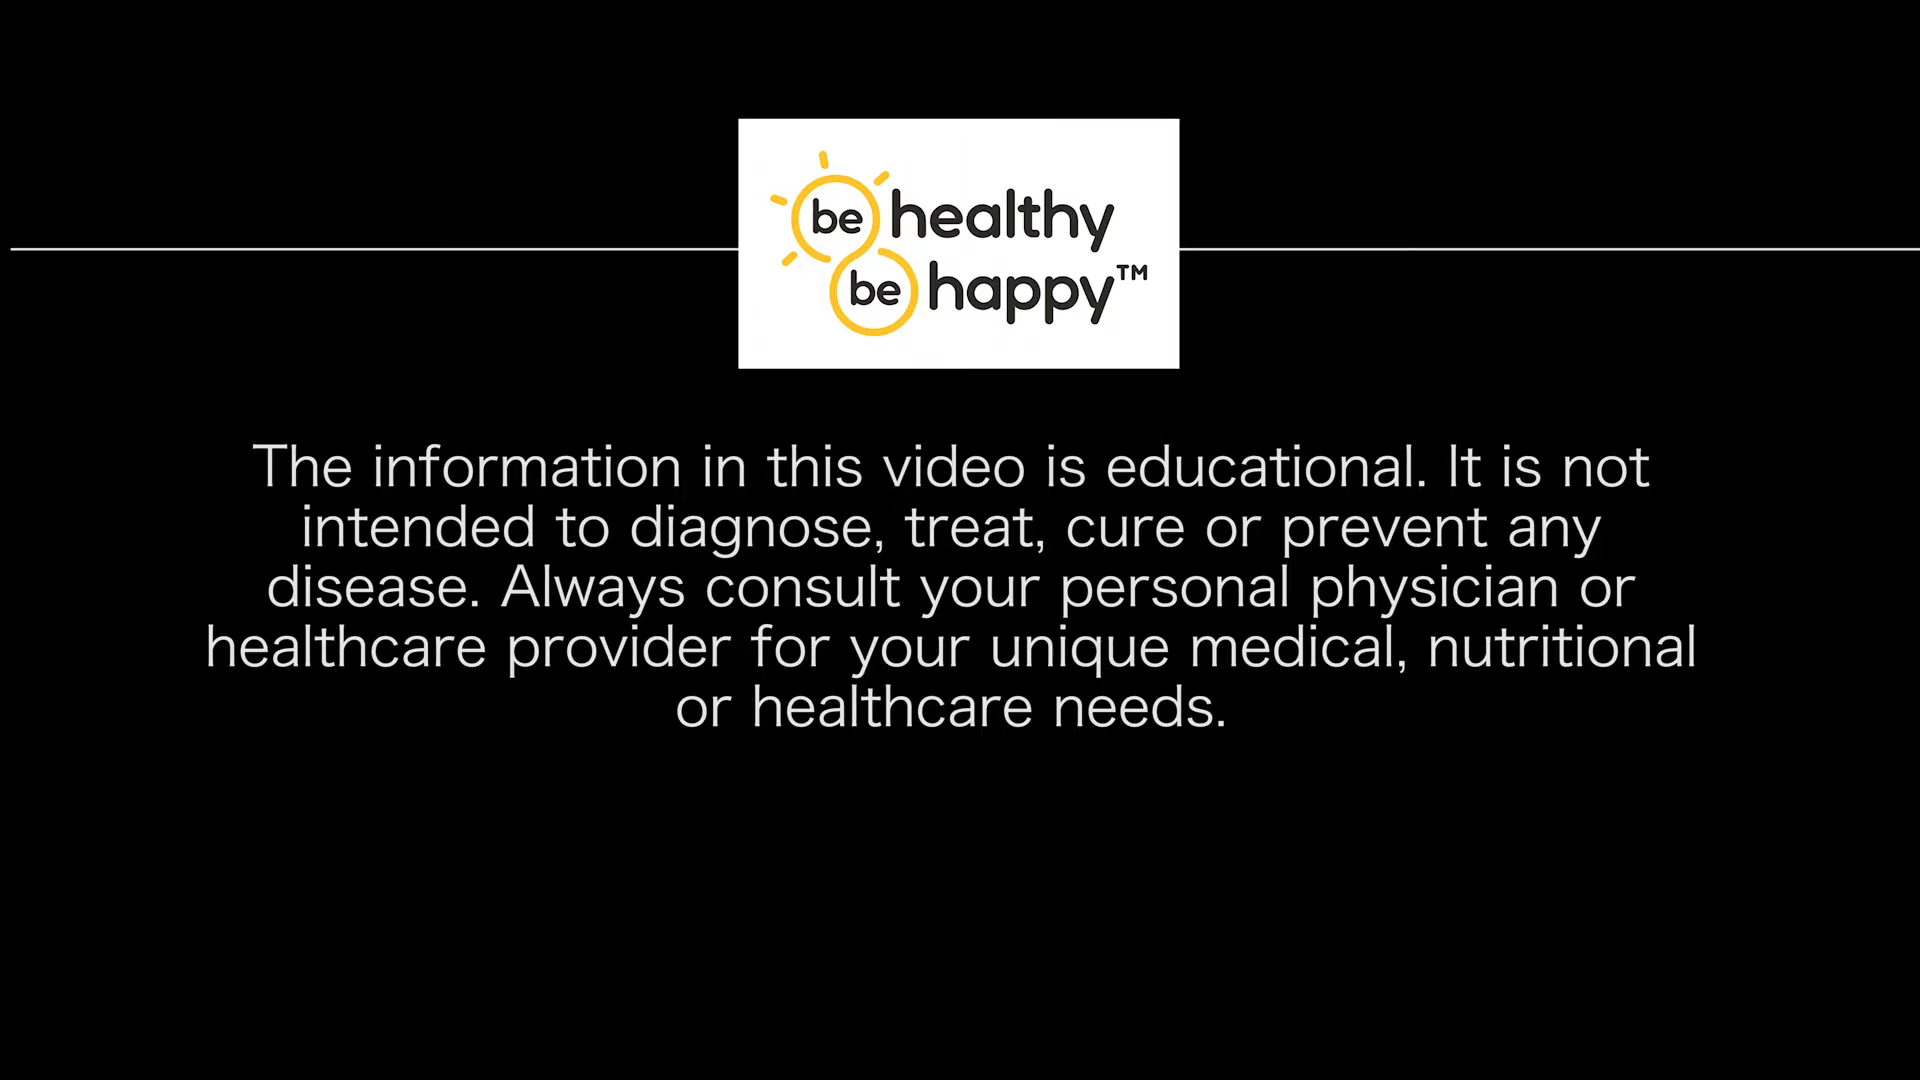 be healthy
be happy™
The information in this video is educational. It is not
intended to diagnose, treat, cure or prevent any
disease. Always consult your personal physician or
healthcare provider for your unique medical, nutritional
or healthcare needs.